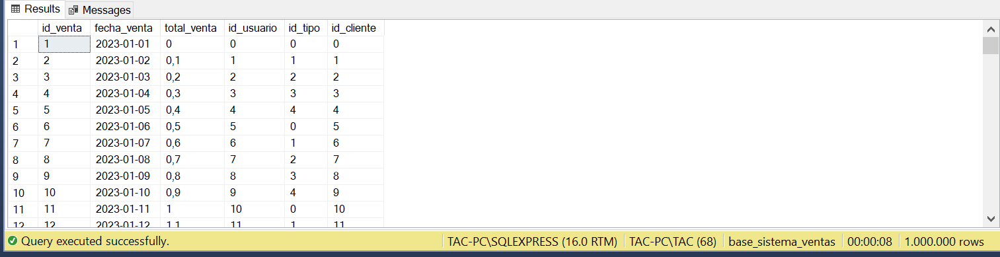 Results Messages
id_venta fecha_venta total_venta id_usuario id_tipo id_cliente
1 1 2023-01-01 0 0 0 0
2 2 2023-01-02 0,1 1 1 1
3 3 2023-01-03 0,2 2 2 2
4 4 2023-01-04 0,3 3 3 3
5 5 2023-01-05 0,4 4 4 4
6 6 2023-01-06 0,5 5 0 5
7 7 2023-01-07 0,6 6 1 6
8 8 2023-01-08 0,7 7 2 7
9 9 2023-01-09 0,8 8 3 8
10 10 2023-01-10 0,9 9 4 9
11 11 2023-01-11 1 10 0 10
12 12 2023-01-12 1,1 11 1 11
Query executed successfully. TAC-PC\SQLEXPRESS (16.0 RTM) TAC-PC\TAC (68) base_sistema_ventas 00:00:08 1.000.000 rows